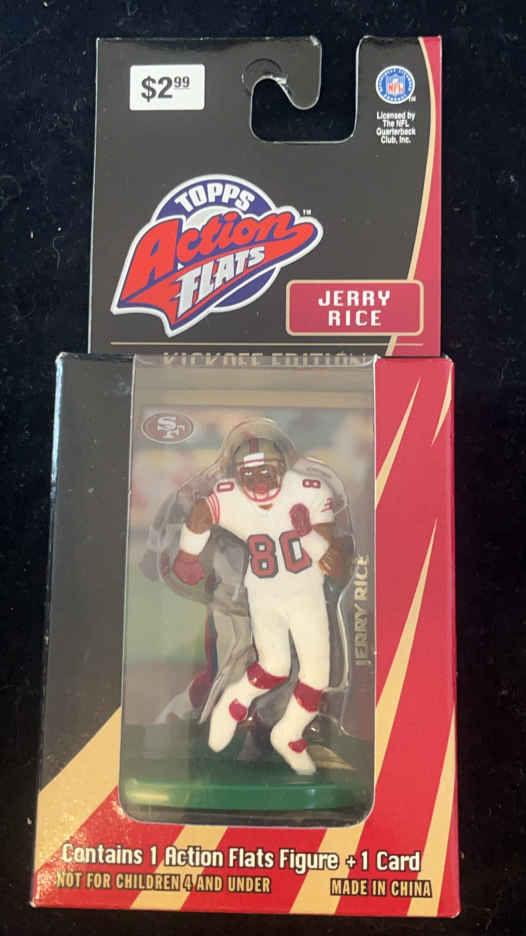 $2.99
NFL
TM
Licensed by
The NFL
Quarterback
Club, Inc.
TOPPS
Action
FLATS
TM
JERRY
RICE
KICKOFF EDITION
SF
80
80
JERRY RICE
Contains 1 Action Flats Figure + 1 Card
NOT FOR CHILDREN 4 AND UNDER
MADE IN CHINA